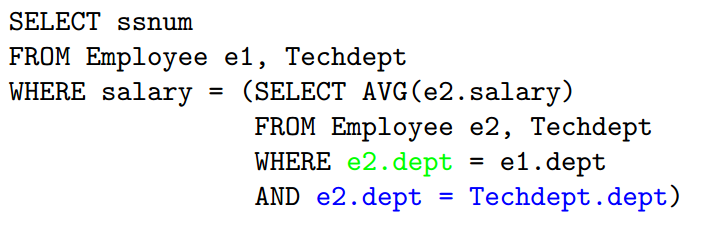 SELECT ssnum
FROM Employee e1, Techdept
WHERE salary = (SELECT AVG(e2.salary)
FROM Employee e2, Techdept
WHERE e2.dept = e1.dept
AND e2.dept = Techdept.dept)